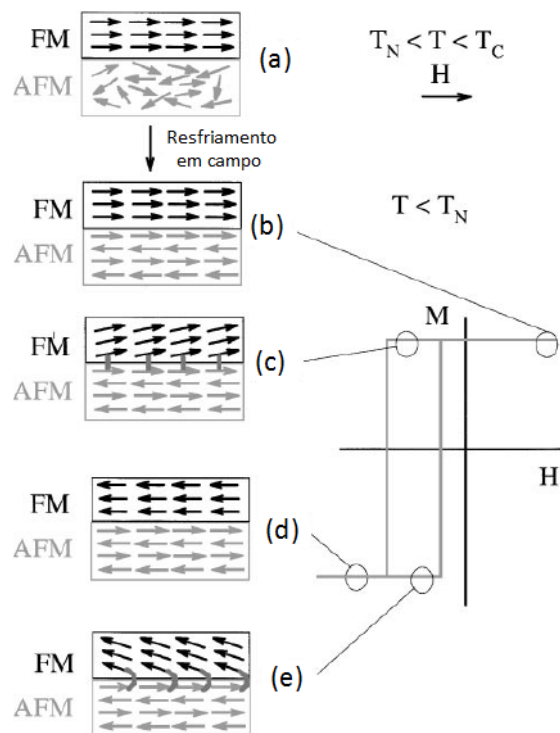 FM
AFM
(a)
T_N < T < T_C
H
Resfriamento
em campo
FM
AFM
(b)
T < T_N
FM
AFM
(c)
M
H
FM
AFM
(d)
FM
AFM
(e)